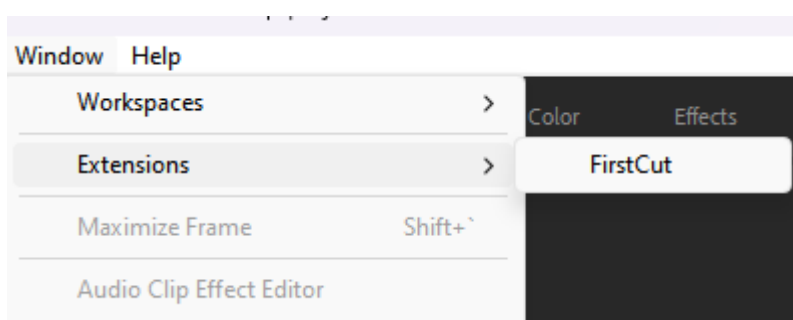 Window Help
Workspaces >
Color Effects
Extensions >
FirstCut
Maximize Frame Shift+`
Audio Clip Effect Editor